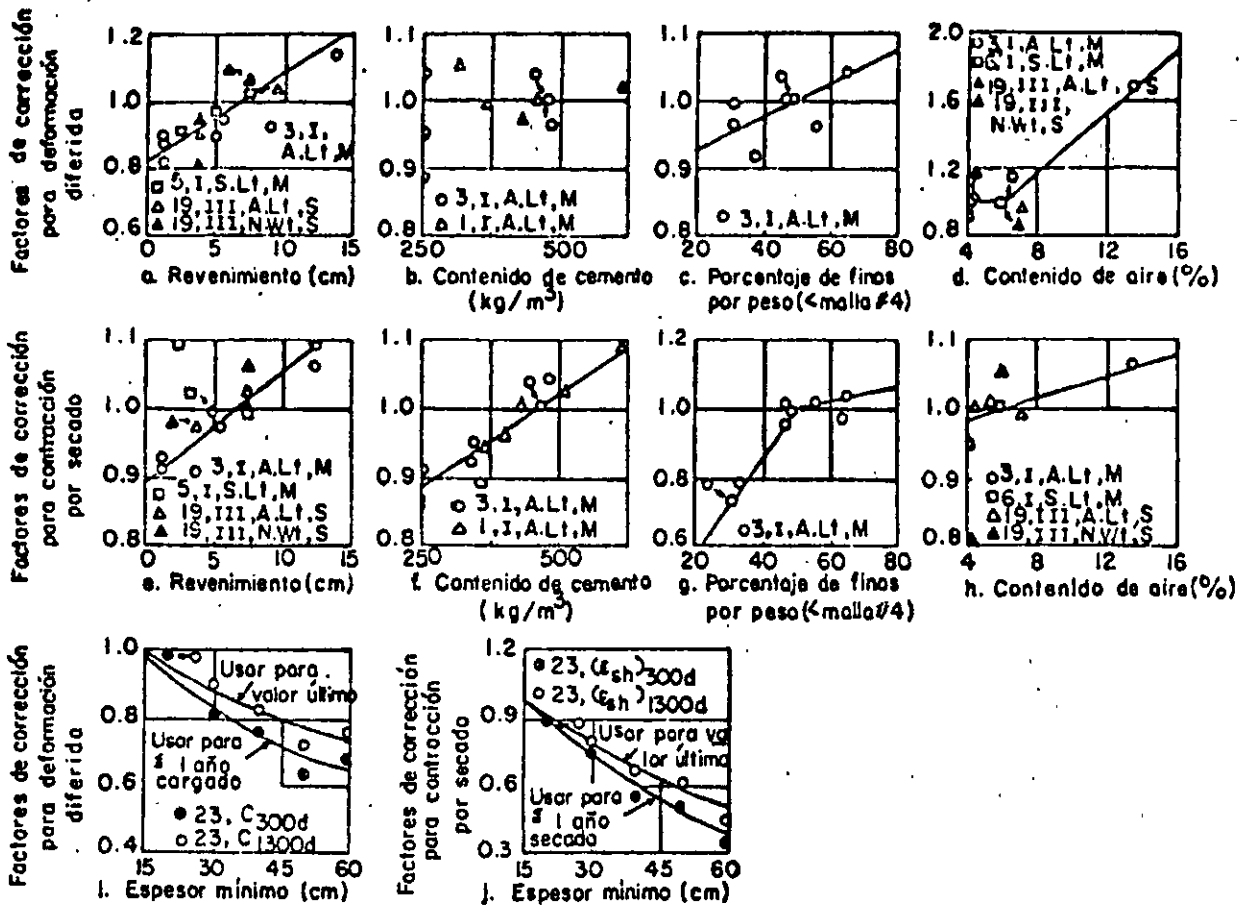 Factores de corrección
para deformación
diferida
1.2
1.0
0.8
0.6
0
5
10
15
3, I,
A.Lt, M
5, I, S.Lt, M
19, III, A.Lt, S
19, III, N.Wt, S
a. Revenimiento (cm)
1.1
1.0
0.9
0.8
250
500
3, I, A.Lt, M
1, I, A.Lt, M
b. Contenido de cemento
(kg/m³)
1.1
1.0
0.9
0.8
20
40
60
80
3, I, A.Lt, M
c. Porcentaje de finos
por peso (<malla #4)
2.0
1.6
1.2
0.8
4
8
12
16
3, I, A Lt, M
I, S.Lt, M
19, III, A.Lt, S
19, III,
N.Wt, S
d. Contenido de aire (%)
Factores de corrección
para contracción
por secado
1.1
1.0
0.9
0.8
0
5
10
15
3, I, A.Lt, M
5, I, S.Lt, M
19, III, A.Lt, S
19, III, N.Wt, S
e. Revenimiento (cm)
1.1
1.0
0.9
0.8
250
500
3, I, A.Lt, M
1, I, A.Lt, M
f. Contenido de cemento
(kg/m³)
1.2
1.0
0.8
0.6
20
40
60
80
3, I, A.Lt, M
g. Porcentaje de finos
por peso (<malla #4)
1.1
1.0
0.9
0.8
4
8
12
16
3, I, A.Lt, M
6, I, S.Lt, M
19, III, A.Lt, S
19, III, N.Wt, S
h. Contenido de aire (%)
Factores de corrección
para deformación
diferida
1.0
0.8
0.6
0.4
15
30
45
60
Usar para
valor último
Usar para
≤ 1 año
cargado
23, C300d
23, C1300d
i. Espesor mínimo (cm)
Factores de corrección
para contracción
por secado
1.2
0.9
0.6
0.3
15
30
45
60
23, (εsh)300d
23, (εsh)1300d
Usar para va
lor último
Usar para
≤ 1 año
secado
j. Espesor mínimo (cm)